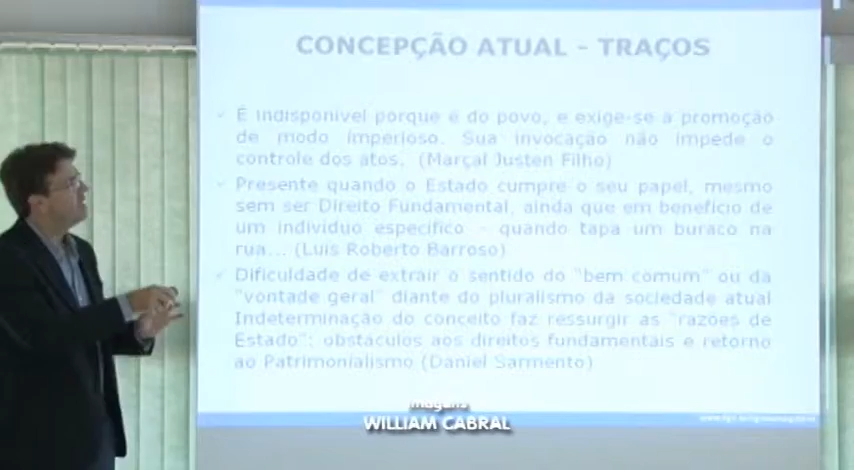 CONCEPÇÃO ATUAL – TRAÇOS
É indisponível porque é do povo, e exige-se a promoção
de modo imperioso. Sua invocação não impede o
controle dos atos. (Marçal Justen Filho)
Presente quando o Estado cumpre o seu papel, mesmo
sem ser Direito Fundamental, ainda que em benefício de
um indivíduo específico – quando tapa um buraco na
rua... (Luis Roberto Barroso)
Dificuldade de extrair o sentido do "bem comum" ou da
"vontade geral" diante do pluralismo da sociedade atual
Indeterminação do conceito faz ressurgir as "razões de
Estado": obstáculos aos direitos fundamentais e retorno
ao Patrimonialismo (Daniel Sarmento)
imagens
WILLIAM CABRAL